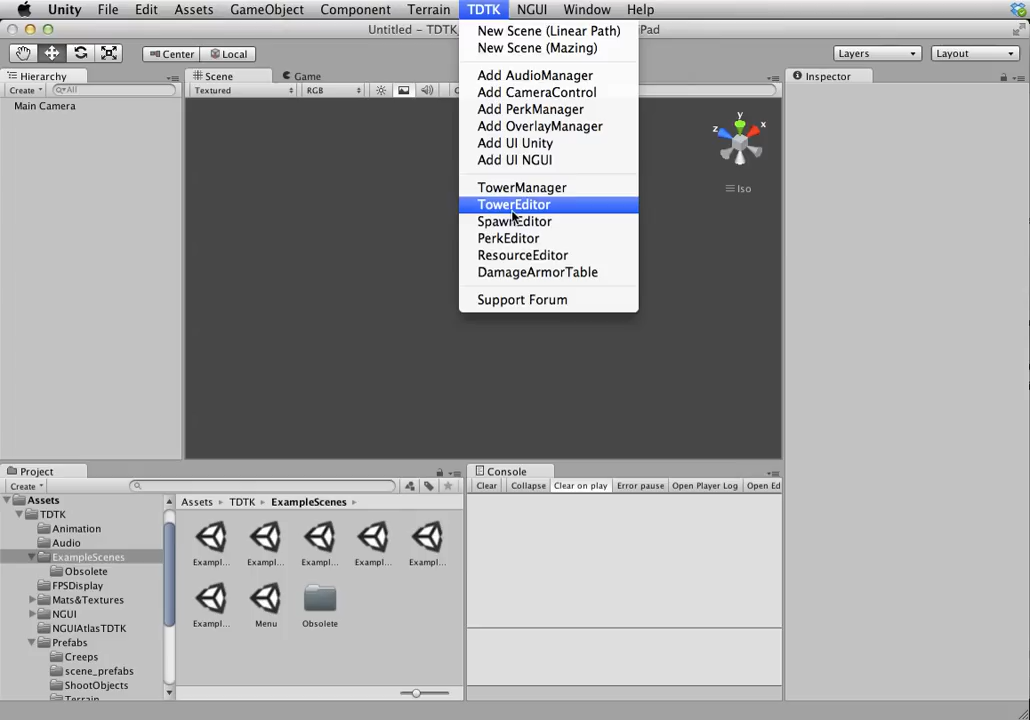 Unity File Edit Assets GameObject Component Terrain TDTK NGUI Window Help
Untitled - TDTK
Pad
Center Local
Layers Layout
Hierarchy
Scene
Game
Inspector
Create
All
Textured
RGB
Main Camera
New Scene (Linear Path)
New Scene (Mazing)
Add AudioManager
Add CameraControl
Add PerkManager
Add OverlayManager
Add UI Unity
Add UI NGUI
TowerManager
TowerEditor
SpawnEditor
PerkEditor
ResourceEditor
DamageArmorTable
Support Forum
y
z
x
Iso
Project
Console
Create
Clear Collapse Clear on play Error pause Open Player Log Open Ed
Assets
TDTK
Animation
Audio
ExampleScenes
Obsolete
FPSDisplay
Mats&Textures
NGUI
NGUIAtlasTDTK
Prefabs
Creeps
scene_prefabs
ShootObjects
Terrain
Assets TDTK ExampleScenes
Exampl... Exampl... Exampl... Exampl... Exampl...
Exampl... Menu Obsolete